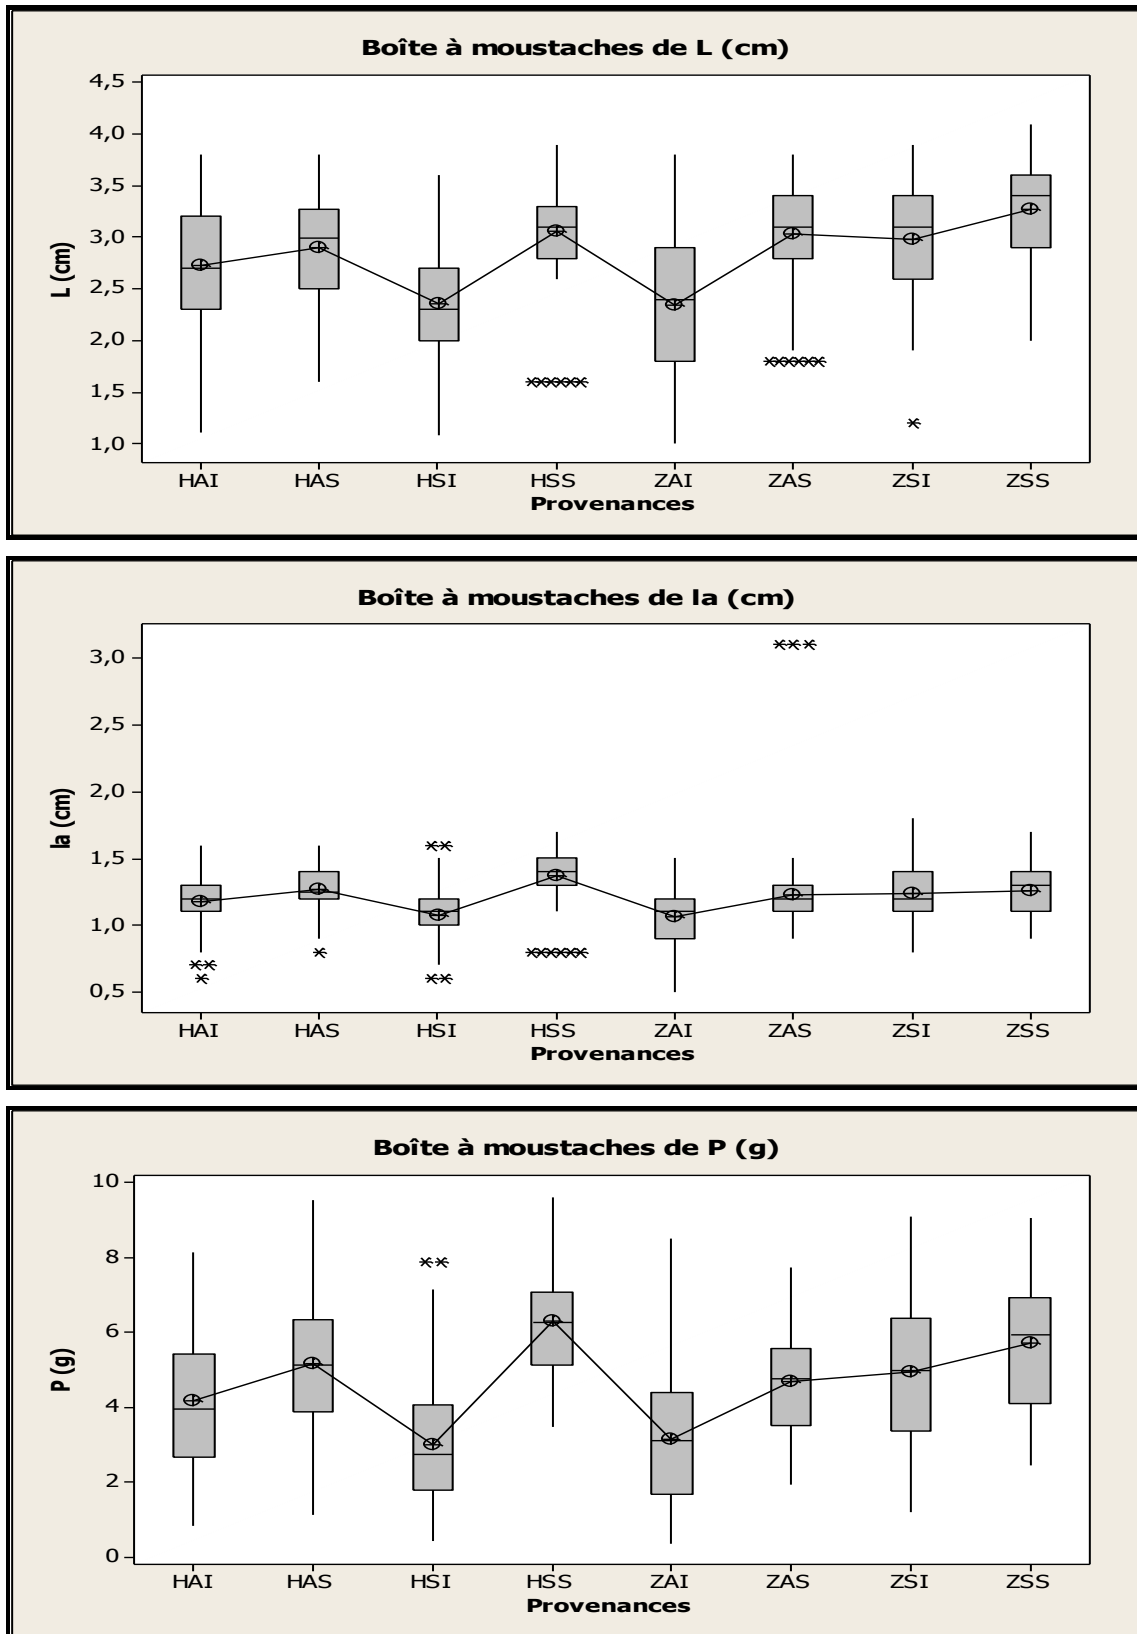 Boîte à moustaches de L (cm)
4,5
4,0
3,5
3,0
2,5
2,0
1,5
1,0
L (cm)
HAI HAS HSI HSS ZAI ZAS ZSI ZSS
Provenances
Boîte à moustaches de la (cm)
3,0
2,5
2,0
1,5
1,0
0,5
la (cm)
HAI HAS HSI HSS ZAI ZAS ZSI ZSS
Provenances
Boîte à moustaches de P (g)
10
8
6
4
2
0
P (g)
HAI HAS HSI HSS ZAI ZAS ZSI ZSS
Provenances